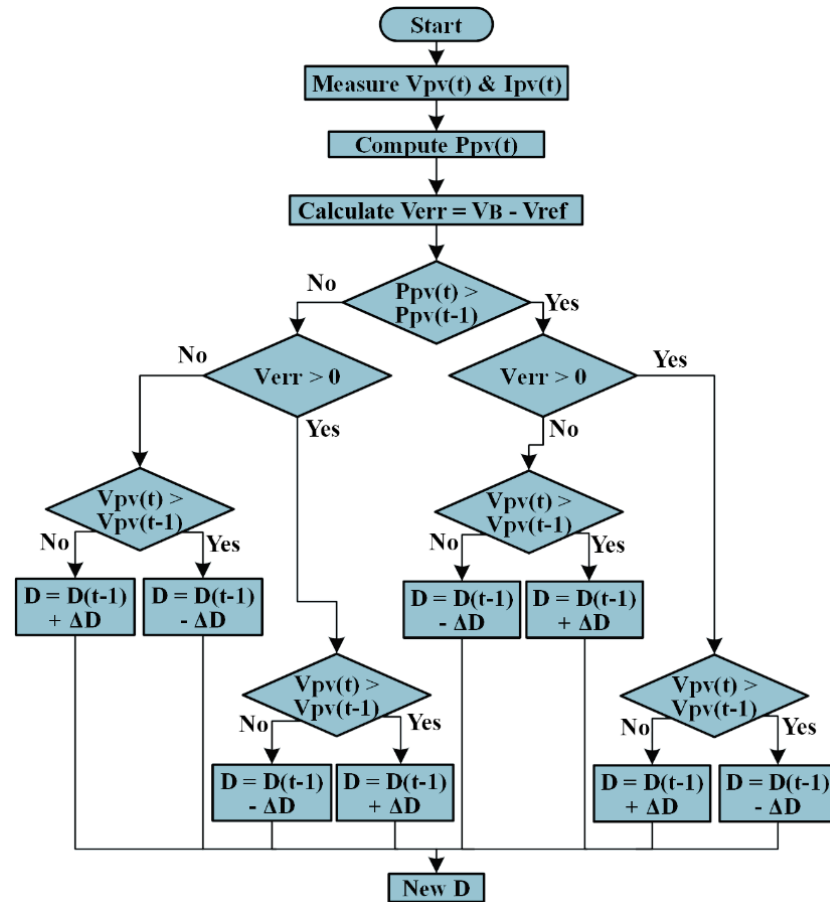 Start
Measure Vpv(t) & Ipv(t)
Compute Ppv(t)
Calculate Verr = VB - Vref
No
Ppv(t) >
Ppv(t-1)
Yes
No
Verr > 0
Yes
Verr > 0
Yes
No
Vpv(t) >
Vpv(t-1)
No
Yes
D = D(t-1)
+ ΔD
D = D(t-1)
- ΔD
Vpv(t) >
Vpv(t-1)
No
Yes
D = D(t-1)
- ΔD
D = D(t-1)
+ ΔD
Vpv(t) >
Vpv(t-1)
No
Yes
D = D(t-1)
- ΔD
D = D(t-1)
+ ΔD
Vpv(t) >
Vpv(t-1)
No
Yes
D = D(t-1)
+ ΔD
D = D(t-1)
- ΔD
New D